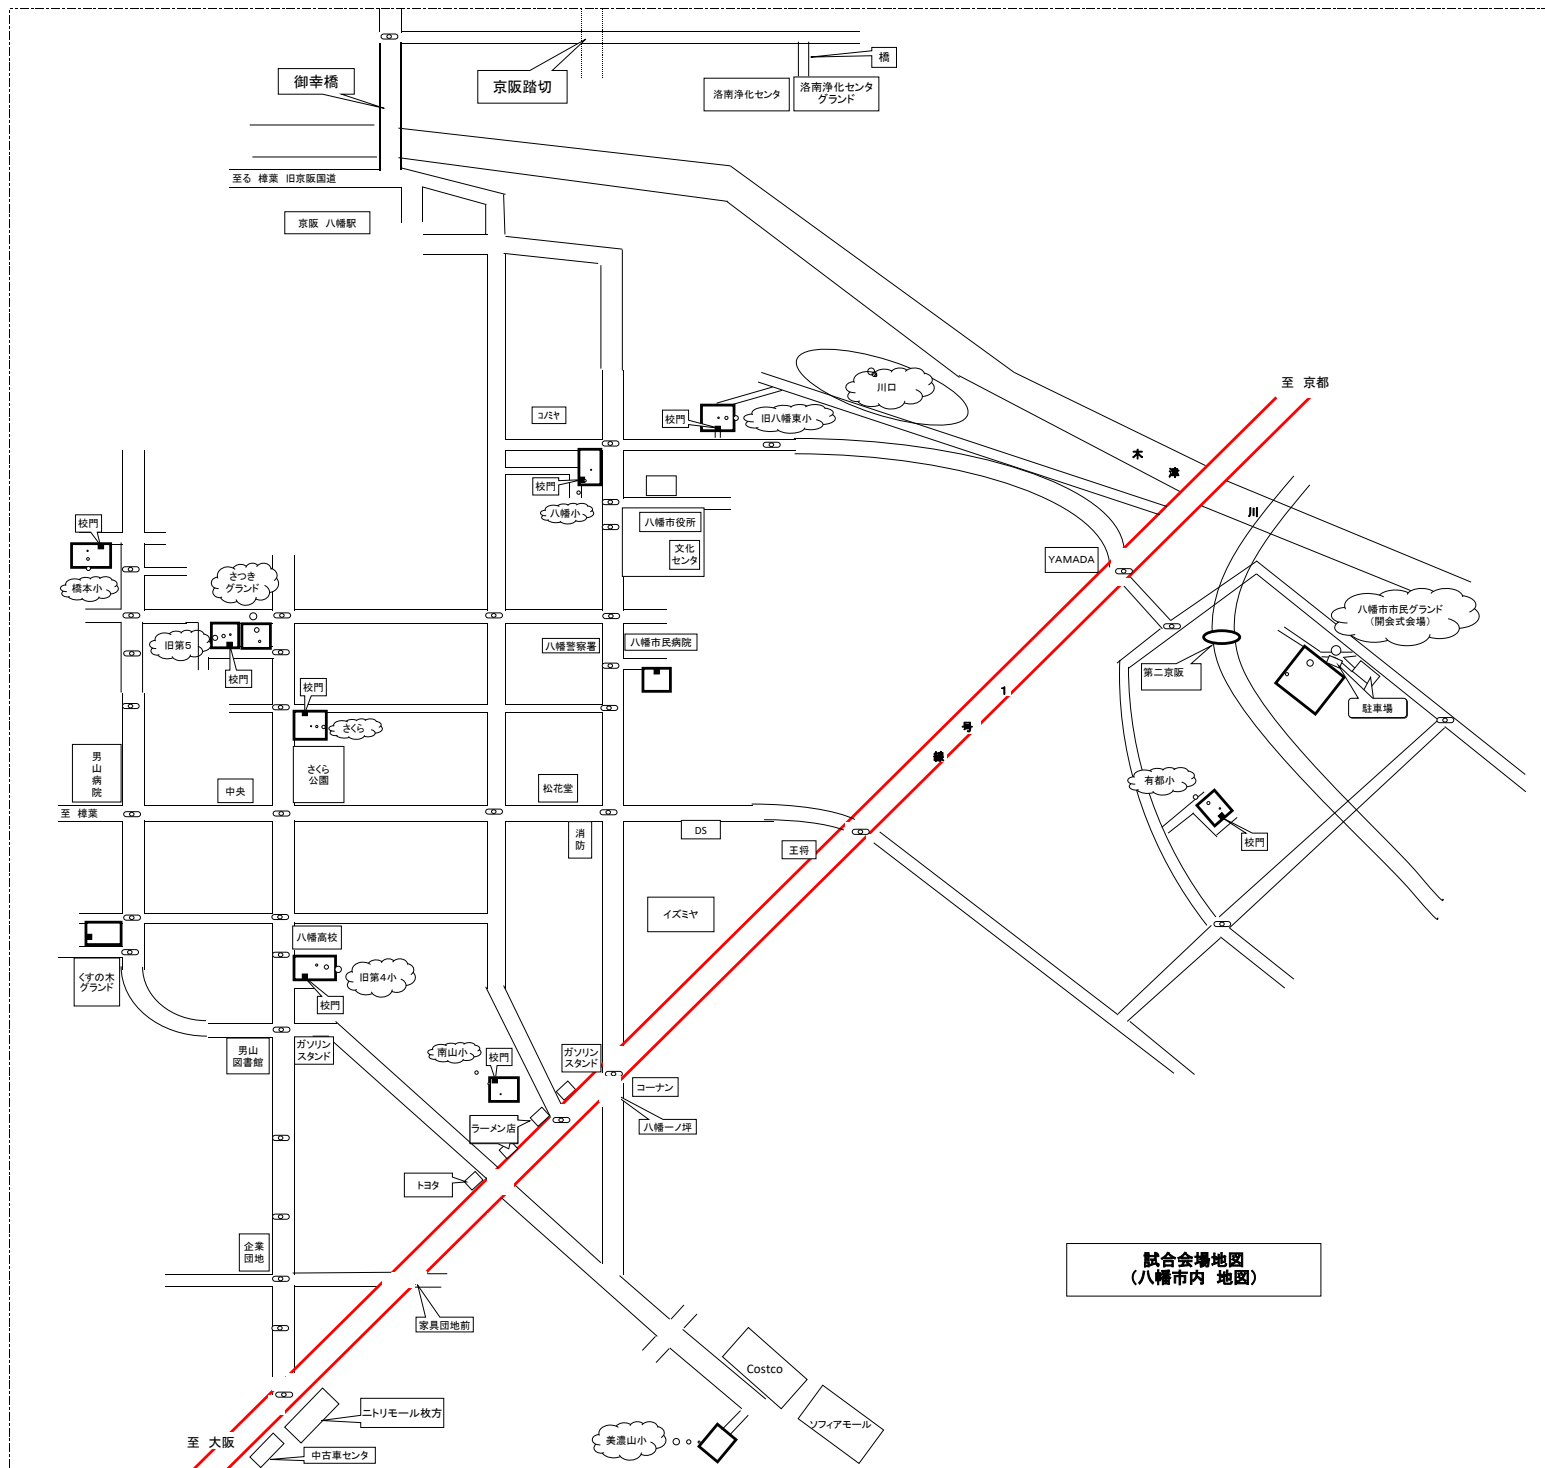 御幸橋
京阪踏切
橋
洛南浄化センタ
洛南浄化センタ
グランド
至る 樟葉 旧京阪国道
京阪 八幡駅
至 京都
川口
コノミヤ
校門
旧八幡東小
木
津
川
校門
八幡小
八幡市役所
文化
センタ
YAMADA
校門
橋本小
さつき
グランド
旧第5
校門
八幡警察署
八幡市民病院
八幡市市民グランド
(開会式会場)
第二京阪
駐車場
校門
さくら
さくら
公園
1
号
線
男
山
病
院
中央
松花堂
有都小
校門
至 樟葉
消
防
DS
王将
イズミヤ
八幡高校
旧第4小
校門
くすの木
グランド
男山
図書館
ガソリン
スタンド
南山小
校門
ガソリン
スタンド
コーナン
八幡一ノ坪
ラーメン店
トヨタ
企業
団地
家具団地前
試合会場地図
(八幡市内 地図)
Costco
ソフィアモール
ニトリモール枚方
至 大阪
中古車センタ
美濃山小